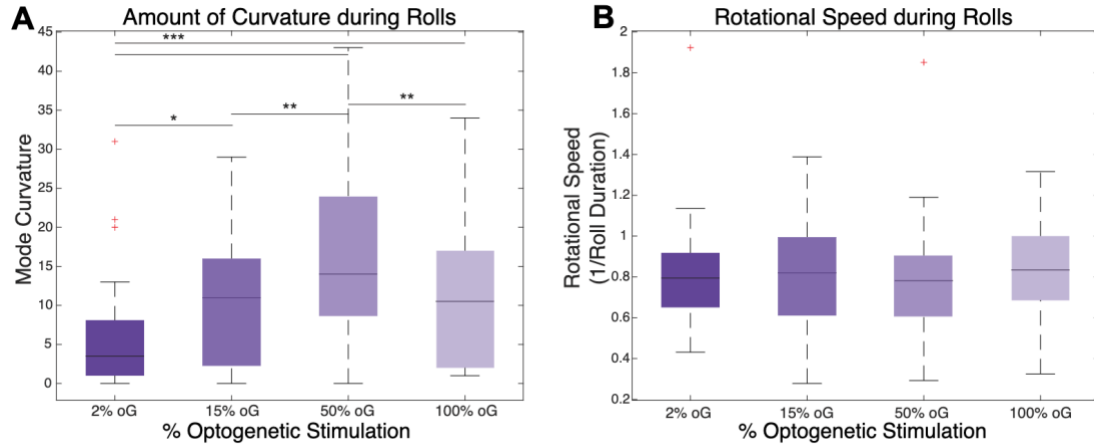 A
Amount of Curvature during Rolls
45
40
35
30
25
20
15
10
5
0
Mode Curvature
***
*
**
**
2% oG
15% oG
50% oG
100% oG
% Optogenetic Stimulation
B
Rotational Speed during Rolls
2
1.8
1.6
1.4
1.2
1
0.8
0.6
0.4
0.2
Rotational Speed
(1/Roll Duration)
2% oG
15% oG
50% oG
100% oG
% Optogenetic Stimulation